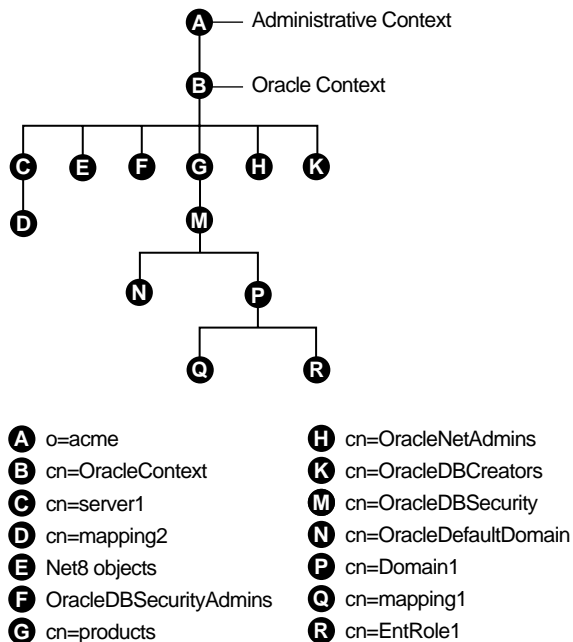 A Administrative Context
B Oracle Context
C E F G H K
D M
N P
Q R
A o=acme
B cn=OracleContext
C cn=server1
D cn=mapping2
E Net8 objects
F OracleDBSecurityAdmins
G cn=products
H cn=OracleNetAdmins
K cn=OracleDBCreators
M cn=OracleDBSecurity
N cn=OracleDefaultDomain
P cn=Domain1
Q cn=mapping1
R cn=EntRole1